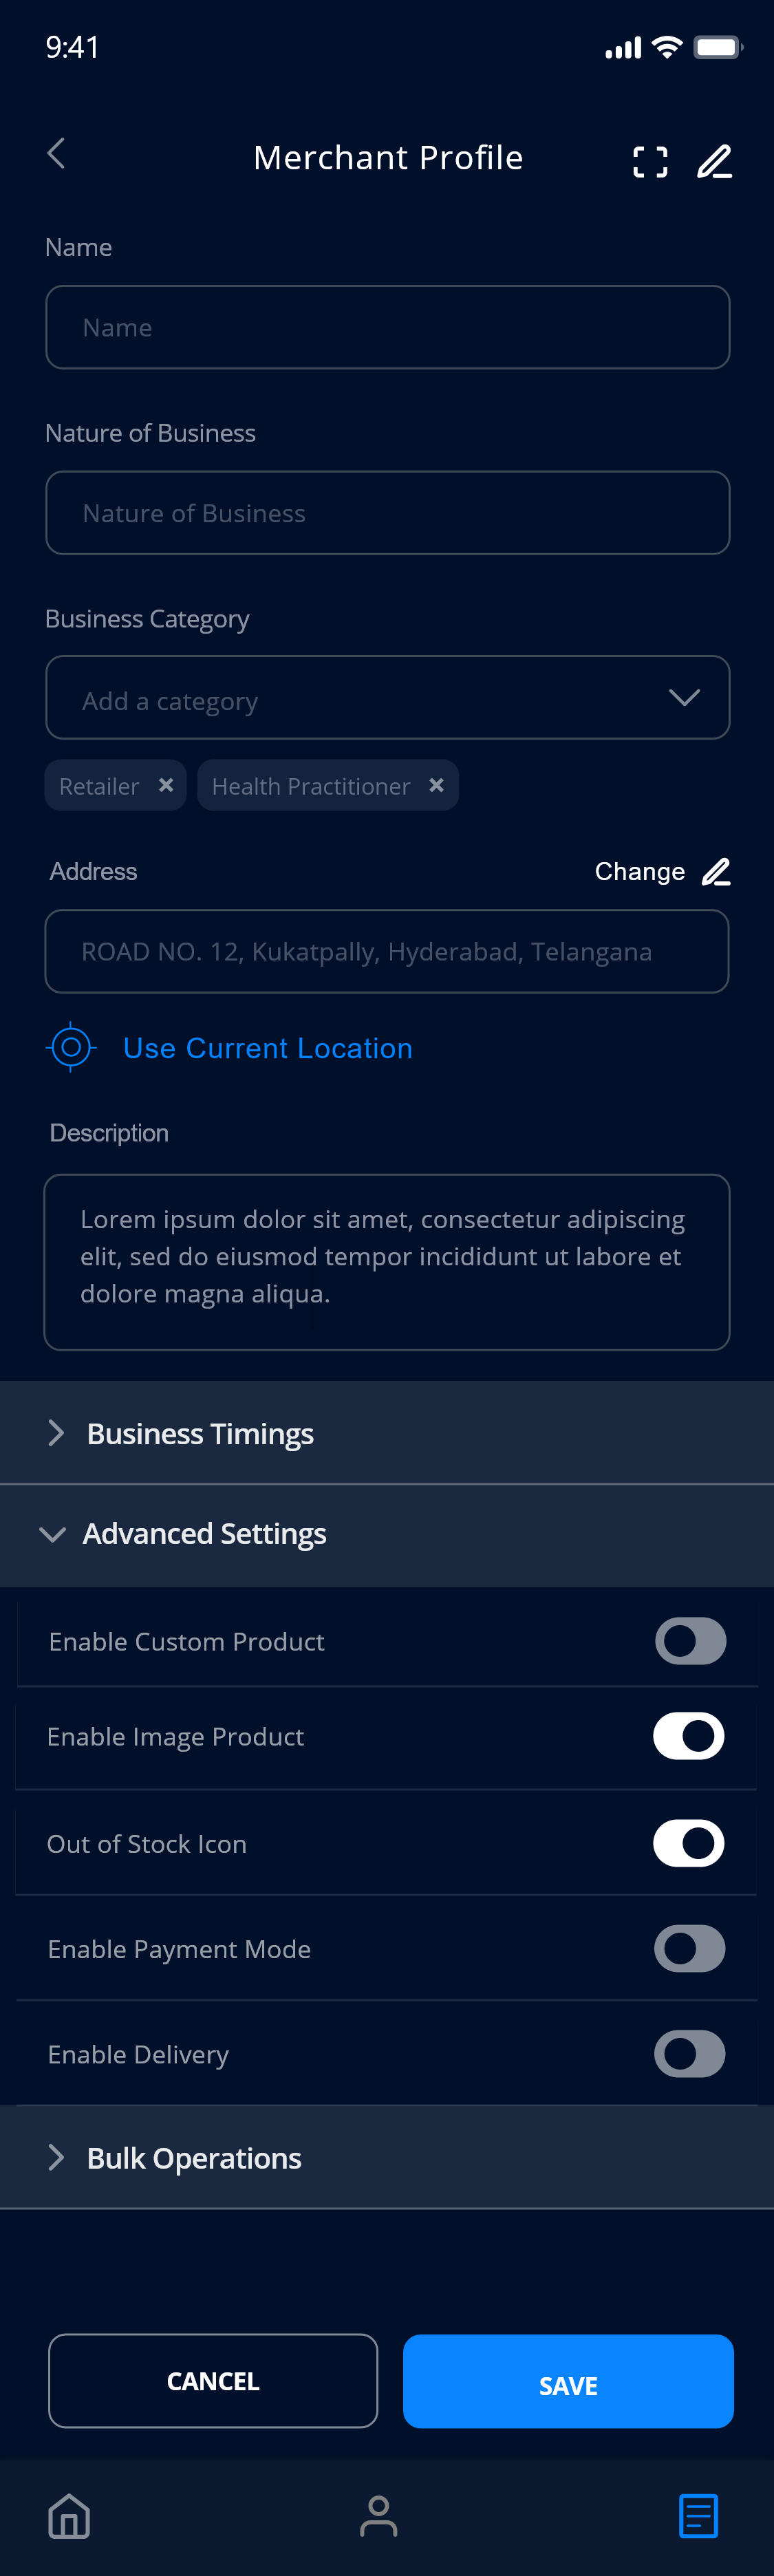 9:41
Merchant Profile
Name
Name
Nature of Business
Nature of Business
Business Category
Add a category
Retailer × Health Practitioner ×
Address Change
ROAD NO. 12, Kukatpally, Hyderabad, Telangana
Use Current Location
Description
Lorem ipsum dolor sit amet, consectetur adipiscing
elit, sed do eiusmod tempor incididunt ut labore et
dolore magna aliqua.
Business Timings
Advanced Settings
Enable Custom Product
Enable Image Product
Out of Stock Icon
Enable Payment Mode
Enable Delivery
Bulk Operations
CANCEL SAVE